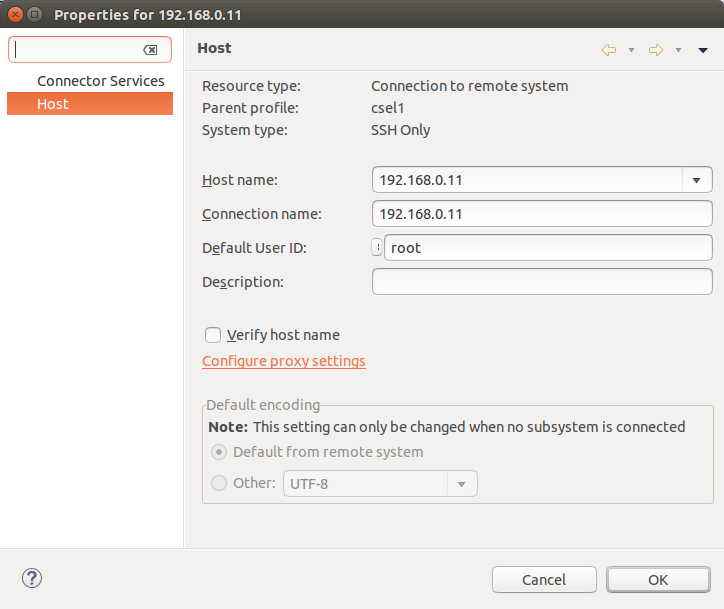 Properties for 192.168.0.11
Connector Services
Host
Host
Resource type: Connection to remote system
Parent profile: csel1
System type: SSH Only
Host name: 192.168.0.11
Connection name: 192.168.0.11
Default User ID: root
Description:
Verify host name
Configure proxy settings
Default encoding
Note: This setting can only be changed when no subsystem is connected
Default from remote system
Other: UTF-8
? Cancel OK